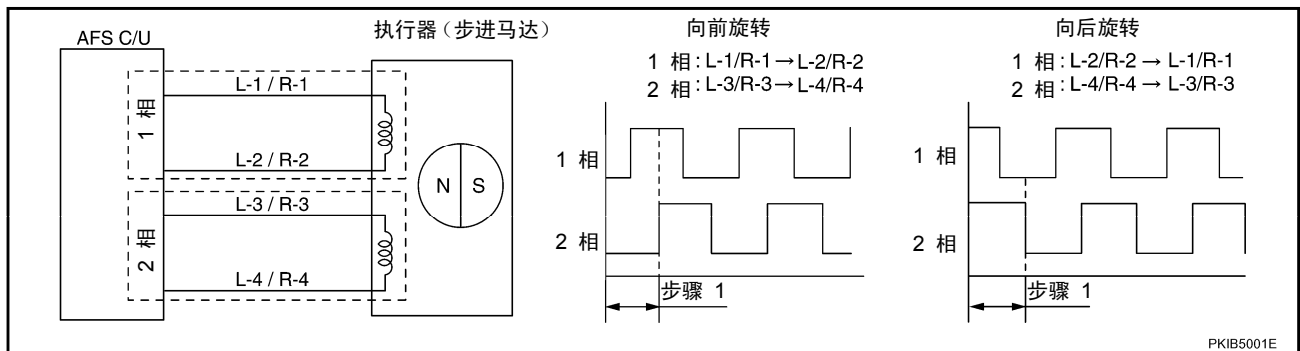 AFS C/U
执行器（步进马达）
1 相
L-1 / R-1
L-2 / R-2
2 相
L-3 / R-3
L-4 / R-4
N S
向前旋转
1 相：L-1/R-1→L-2/R-2
2 相：L-3/R-3→L-4/R-4
1 相
2 相
步骤 1
向后旋转
1 相：L-2/R-2 → L-1/R-1
2 相：L-4/R-4 → L-3/R-3
1 相
2 相
步骤 1
PKIB5001E